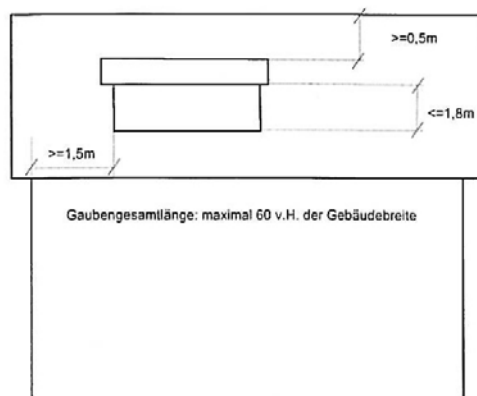 >=0,5m
<=1,8m
>=1,5m
Gaubengesamtlänge: maximal 60 v.H. der Gebäudebreite